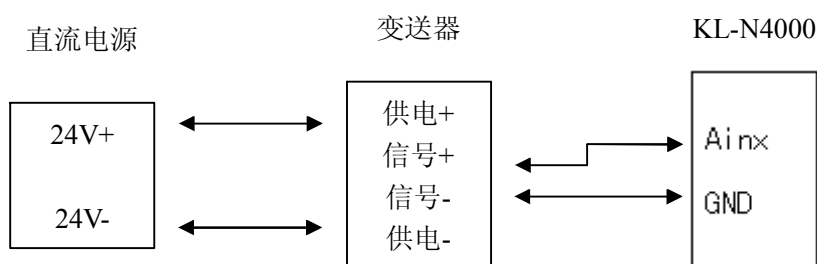 直流电源
变送器
KL-N4000
24V+
24V-
供电+
信号+
信号-
供电-
Ainx
GND